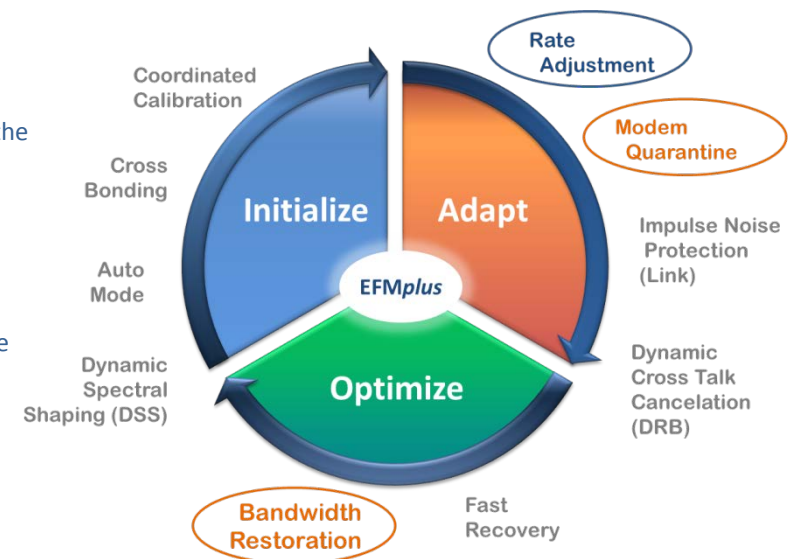 Rate
Adjustment
Coordinated
Calibration
the
Modem
Quarantine
Cross
Bonding
Initialize
Adapt
Impulse Noise
Protection
(Link)
Auto
Mode
EFMplus
e
Dynamic
Spectral
Shaping (DSS)
Dynamic
Cross Talk
Cancelation
(DRB)
Optimize
Bandwidth
Restoration
Fast
Recovery